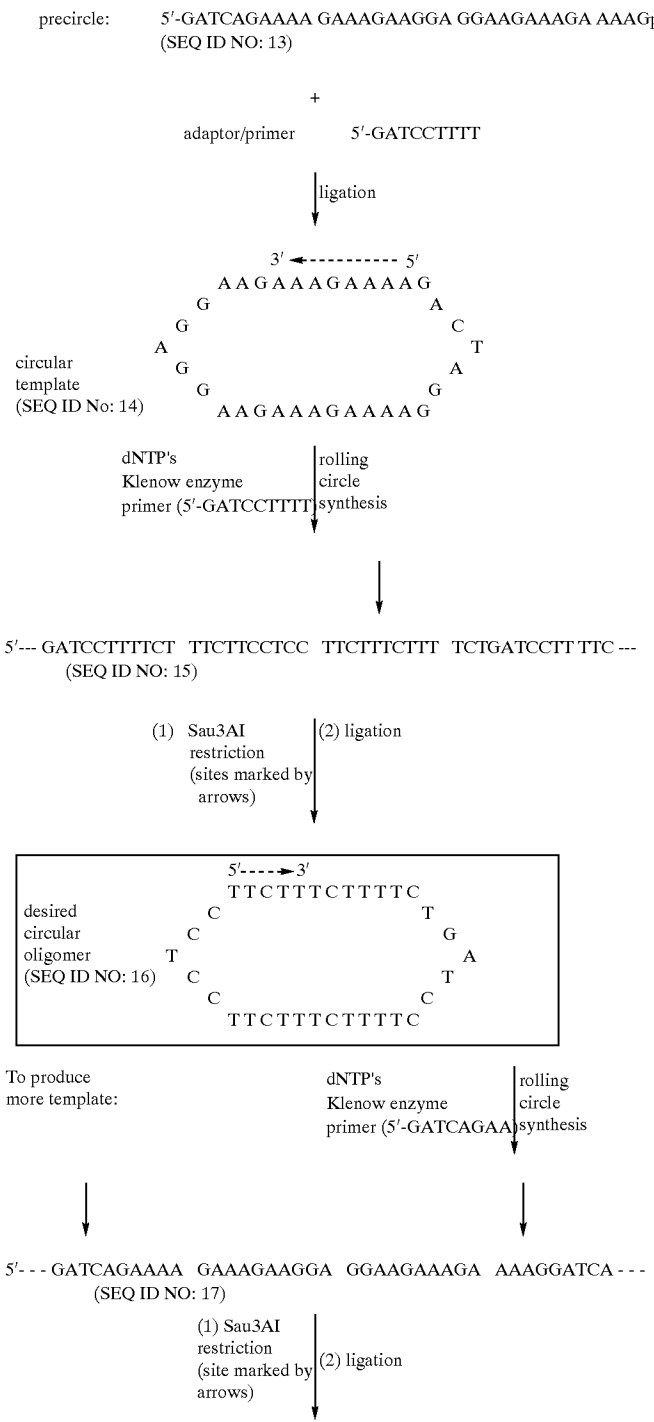 precircle: 5'-GATCAGAAAA GAAAGAAGGA GGAAGAAAGA AAAGp
(SEQ ID NO: 13)
+
adaptor/primer 5'-GATCCTTTT
ligation
3' 5'
A A G A A A G A A A A G
G A
G C
A T
G A
G G
A A G A A A G A A A A G
circular
template
(SEQ ID No: 14)
dNTP's
Klenow enzyme
primer (5'-GATCCTTTT)
rolling
circle
synthesis
5'--- GATCCTTTTCT TTCTTCCTCC TTCTTTCTTT TCTGATCCTT TTC ---
(SEQ ID NO: 15)
(1) Sau3AI
restriction
(sites marked by
arrows)
(2) ligation
5' 3'
T T C T T T C T T T T C
C T
C G
T A
C T
C C
T T C T T T C T T T T C
desired
circular
oligomer
(SEQ ID NO: 16)
To produce
more template:
dNTP's
Klenow enzyme
primer (5'-GATCAGAA)
rolling
circle
synthesis
5'- - - GATCAGAAAA GAAAGAAGGA GGAAGAAAGA AAAGGATCA - - -
(SEQ ID NO: 17)
(1) Sau3AI
restriction
(site marked by
arrows)
(2) ligation